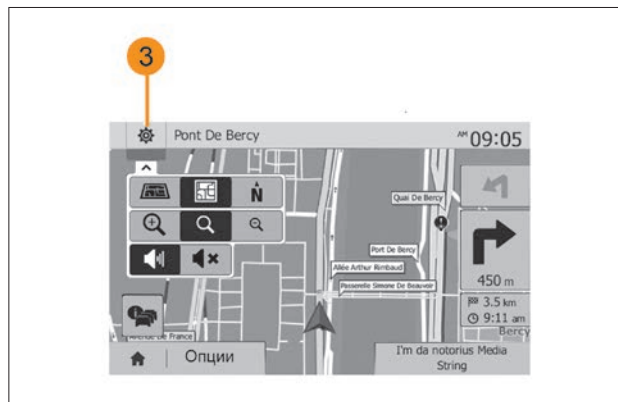 3
Pont De Bercy
AM 09:05
N
Quai De Bercy
Port De Bercy
450 m
Allée Arthur Rimbaud
Passerelle Simone De Beauvoir
3.5 km
9:11 am
Bercy
Avenue De France
Опции
I'm da notorius Media
String